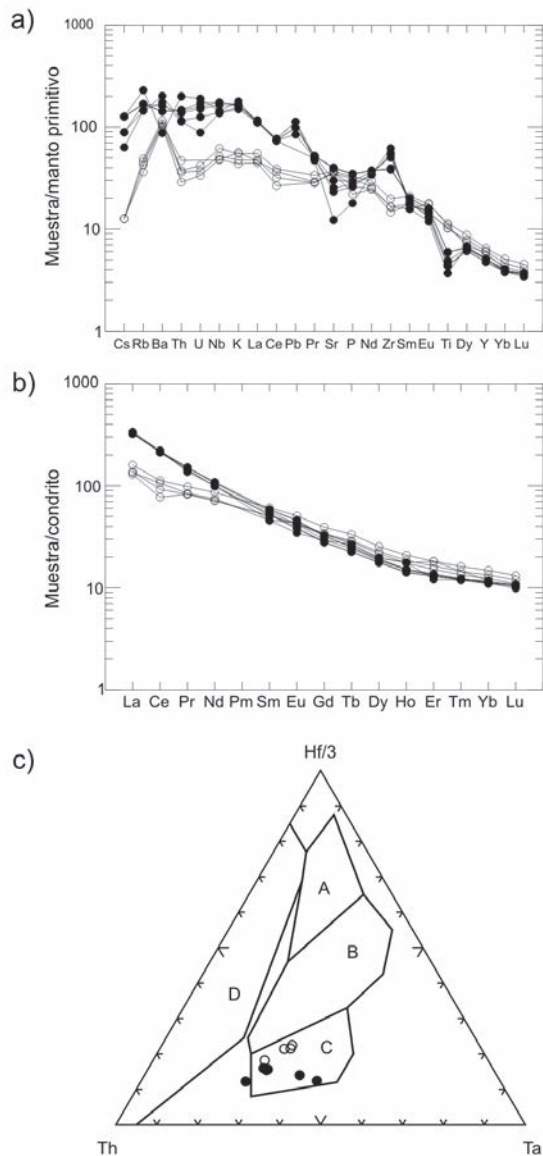 a)
1000
100
10
1
Muestra/manto primitivo
Cs Rb Ba Th U Nb K La Ce Pb Pr Sr P Nd Zr Sm Eu Ti Dy Y Yb Lu
b)
1000
100
10
1
Muestra/condrito
La Ce Pr Nd Pm Sm Eu Gd Tb Dy Ho Er Tm Yb Lu
c)
Hf/3
A
B
D
C
Th Ta